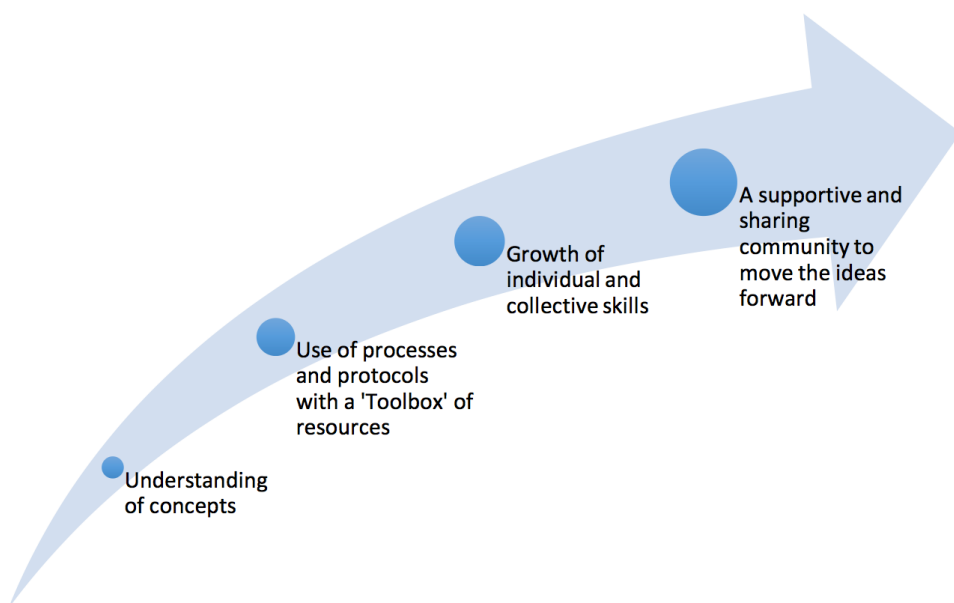 Understanding
of concepts
Use of processes
and protocols
with a 'Toolbox' of
resources
Growth of
individual and
collective skills
A supportive and
sharing
community to
move the ideas
forward